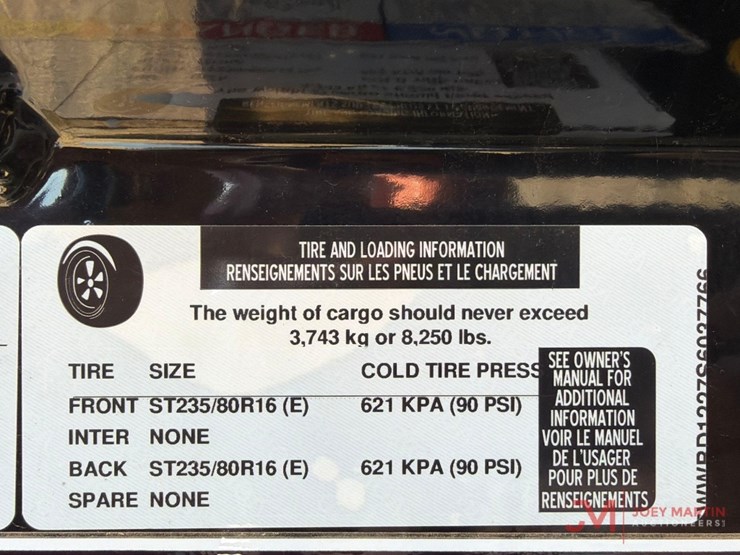 TIRE AND LOADING INFORMATION
RENSEIGNEMENTS SUR LES PNEUS ET LE CHARGEMENT
The weight of cargo should never exceed
3,743 kg or 8,250 lbs.
TIRE SIZE COLD TIRE PRESS
FRONT ST235/80R16 (E) 621 KPA (90 PSI)
INTER NONE
BACK ST235/80R16 (E) 621 KPA (90 PSI)
SPARE NONE
SEE OWNER'S
MANUAL FOR
ADDITIONAL
INFORMATION
VOIR LE MANUEL
DE L'USAGER
POUR PLUS DE
RENSEIGNEMENTS
JOEY MARTIN
AUCTIONEERS